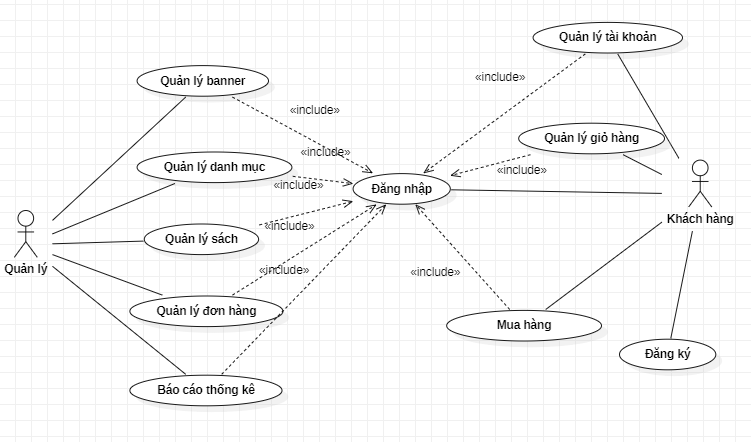 Quản lý tài khoản
Quản lý banner
«include»
«include»
Quản lý giỏ hàng
«include»
Quản lý danh mục
«include»
«include»
Đăng nhập
Khách hàng
«include»
Quản lý sách
Quản lý
«include»
«include»
Quản lý đơn hàng
Mua hàng
Đăng ký
Báo cáo thống kê